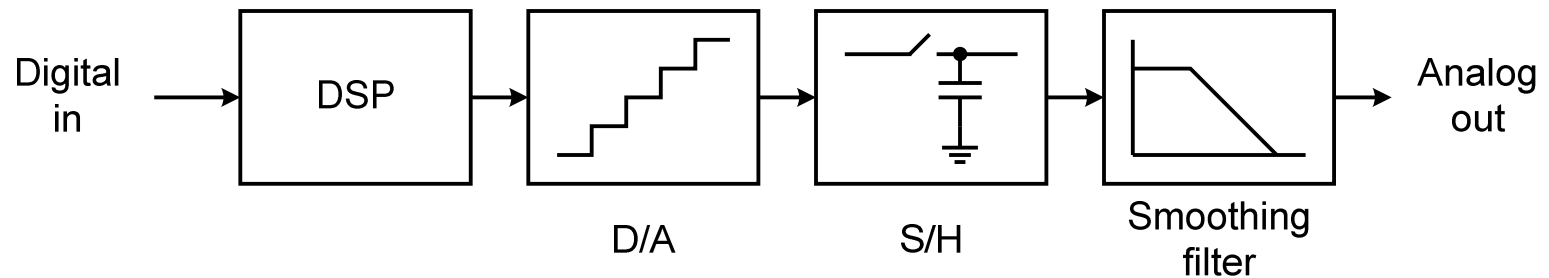 Digital
in
DSP
D/A
S/H
Smoothing
filter
Analog
out